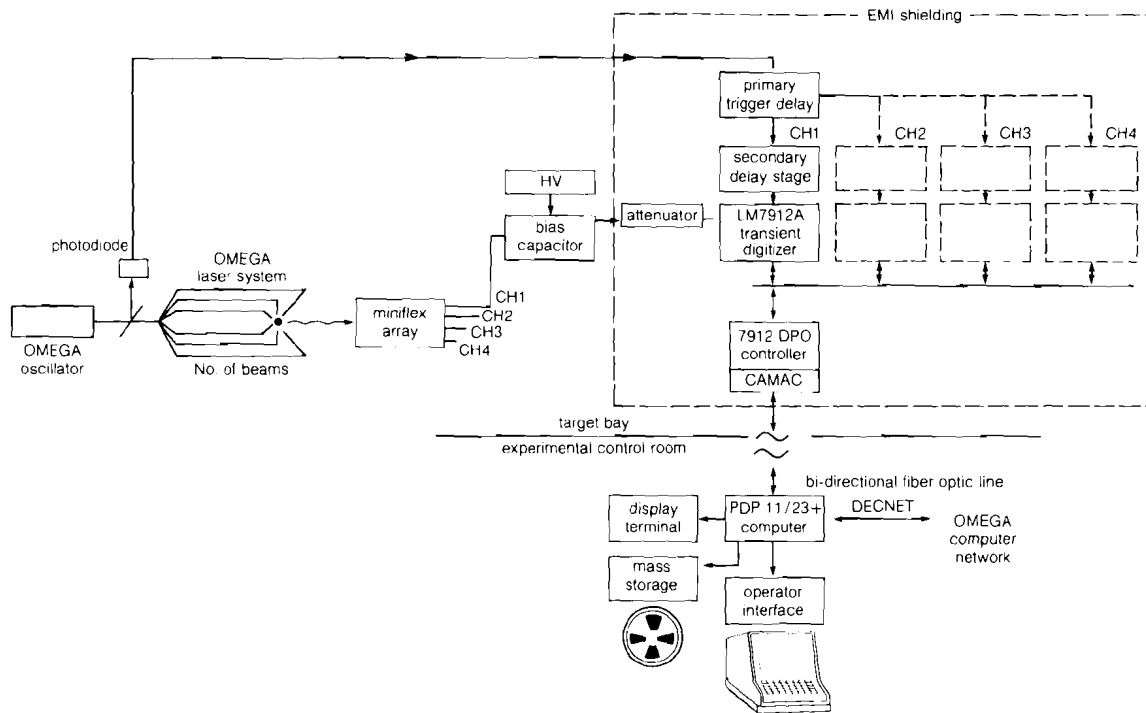 EMI shielding
primary
trigger delay
CH1
CH2
CH3
CH4
secondary
delay stage
HV
bias
capacitor
attenuator
LM7912A
transient
digitizer
photodiode
OMEGA
laser system
OMEGA
oscillator
No. of beams
miniflex
array
CH1
CH2
CH3
CH4
7912 DPO
controller
CAMAC
target bay
experimental control room
bi-directional fiber optic line
display
terminal
PDP 11/23+
computer
DECNET
OMEGA
computer
network
mass
storage
operator
interface